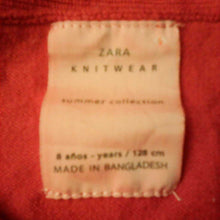 ZARA
KNITWEAR
summer collection
8 años - years / 128 cm
MADE IN BANGLADESH